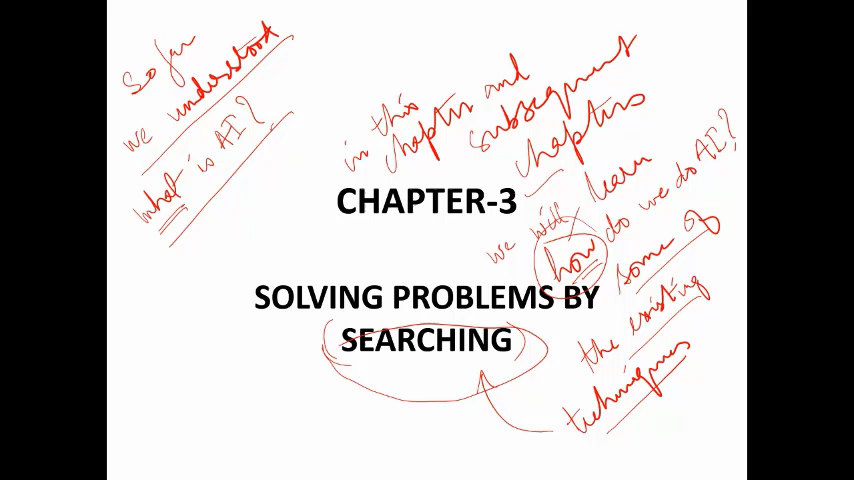 So far
we understood
What is AI?
in this
chapter and
subsequent
chapters
we will learn
how do we do AI?
some of
the existing
techniques
CHAPTER-3
SOLVING PROBLEMS BY
SEARCHING